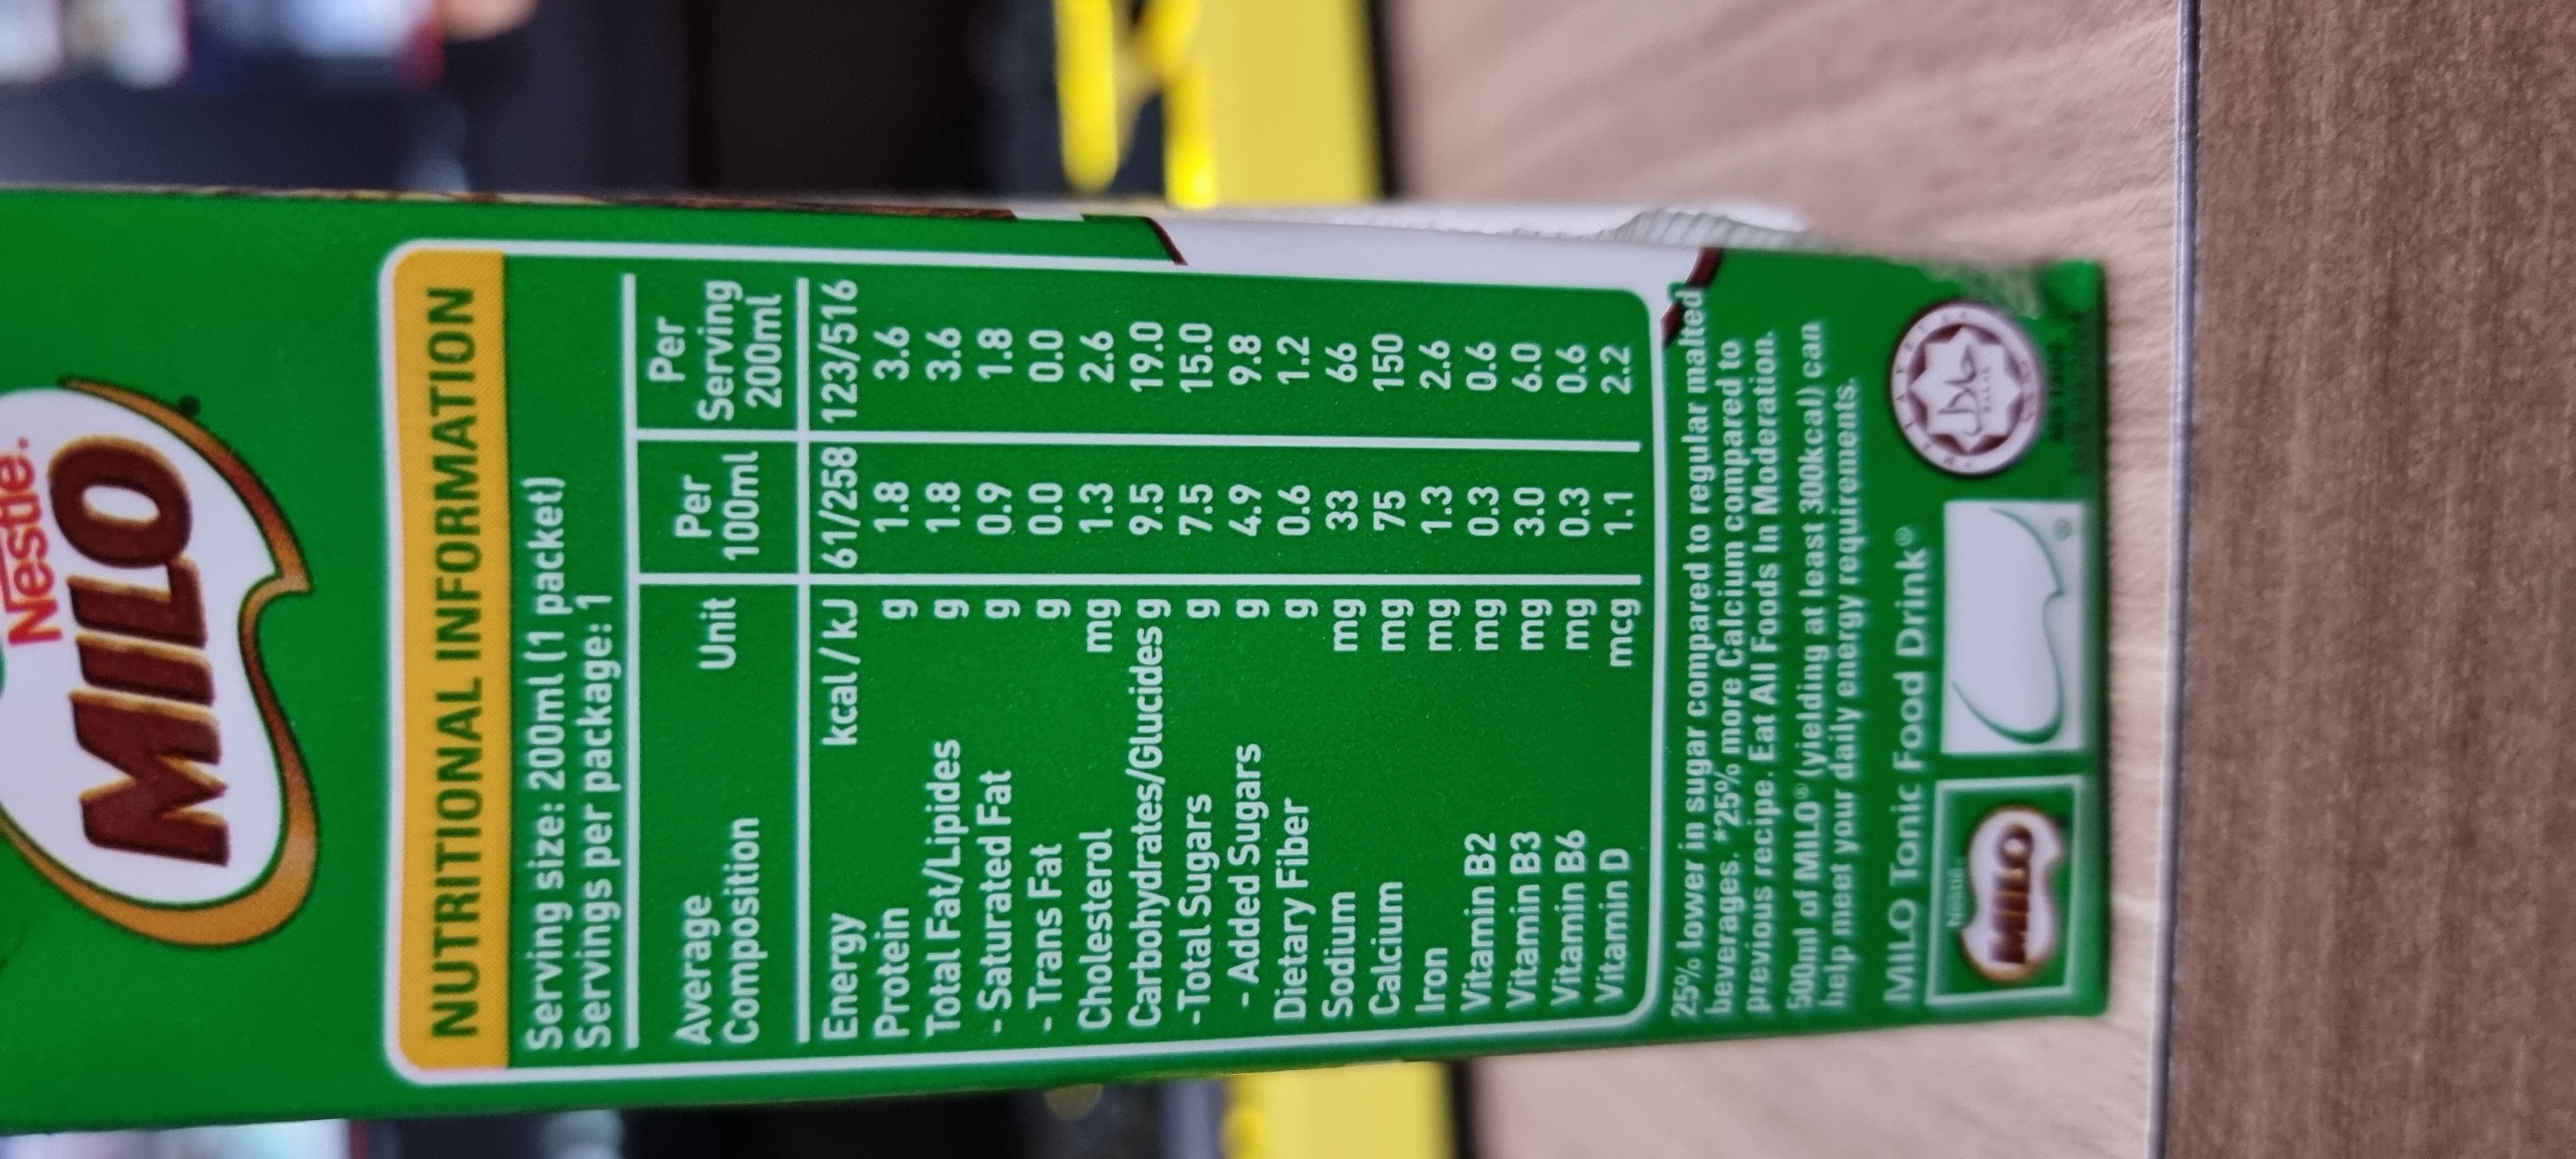 Nestlé.
MILO
NUTRITIONAL INFORMATION
Serving size: 200ml (1 packet)
Servings per package: 1
Average Composition Unit Per 100ml Per Serving 200ml
Energy kcal / kJ 61/258 123/516
Protein g 1.8 3.6
Total Fat/Lipides g 1.8 3.6
- Saturated Fat g 0.9 1.8
- Trans Fat g 0.0 0.0
Cholesterol mg 1.3 2.6
Carbohydrates/Glucides g 9.5 19.0
-Total Sugars g 7.5 15.0
- Added Sugars g 4.9 9.8
Dietary Fiber g 0.6 1.2
Sodium mg 33 66
Calcium mg 75 150
Iron mg 1.3 2.6
Vitamin B2 mg 0.3 0.6
Vitamin B3 mg 3.0 6.0
Vitamin B6 mg 0.3 0.6
Vitamin D mcg 1.1 2.2
25% lower in sugar compared to regular malted
beverages. *25% more Calcium compared to
previous recipe. Eat All Foods In Moderation.
500ml of MILO® (yielding at least 300kcal) can
help meet your daily energy requirements.
MILO Tonic Food Drink®
Nestlé.
MILO
®
حلال
HALAL